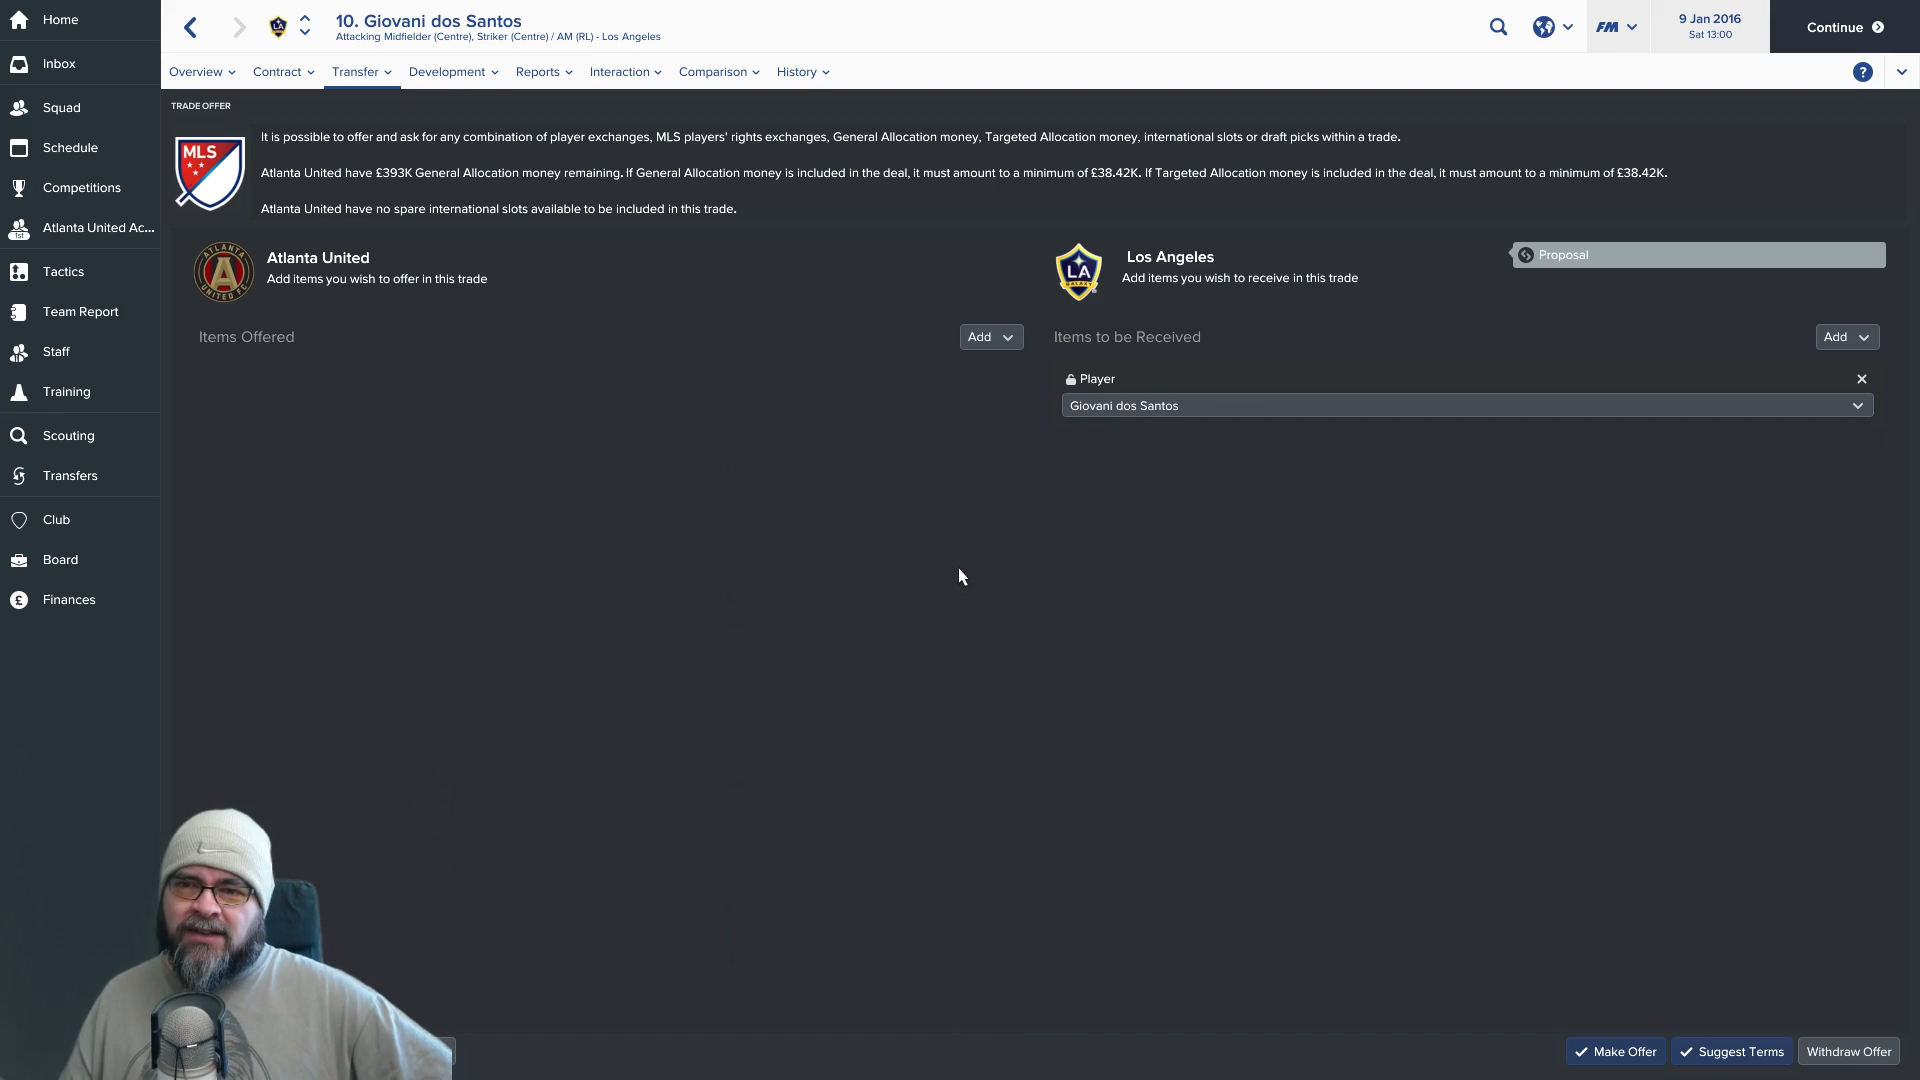 Home
Inbox
Squad
Schedule
Competitions
Atlanta United Ac...
1st
Tactics
Team Report
Staff
Training
Scouting
Transfers
Club
Board
Finances
10. Giovani dos Santos
Attacking Midfielder (Centre), Striker (Centre) / AM (RL) - Los Angeles
FM
9 Jan 2016
Sat 13:00
Continue
Overview
Contract
Transfer
Development
Reports
Interaction
Comparison
History
?
TRADE OFFER
MLS
It is possible to offer and ask for any combination of player exchanges, MLS players' rights exchanges, General Allocation money, Targeted Allocation money, international slots or draft picks within a trade.
Atlanta United have £393K General Allocation money remaining. If General Allocation money is included in the deal, it must amount to a minimum of £38.42K. If Targeted Allocation money is included in the deal, it must amount to a minimum of £38.42K.
Atlanta United have no spare international slots available to be included in this trade.
ATLANTA
A
UNITED FC
Atlanta United
Add items you wish to offer in this trade
LA
GALAXY
Los Angeles
Add items you wish to receive in this trade
Proposal
Items Offered
Add
Items to be Received
Add
Player
Giovani dos Santos
Make Offer
Suggest Terms
Withdraw Offer